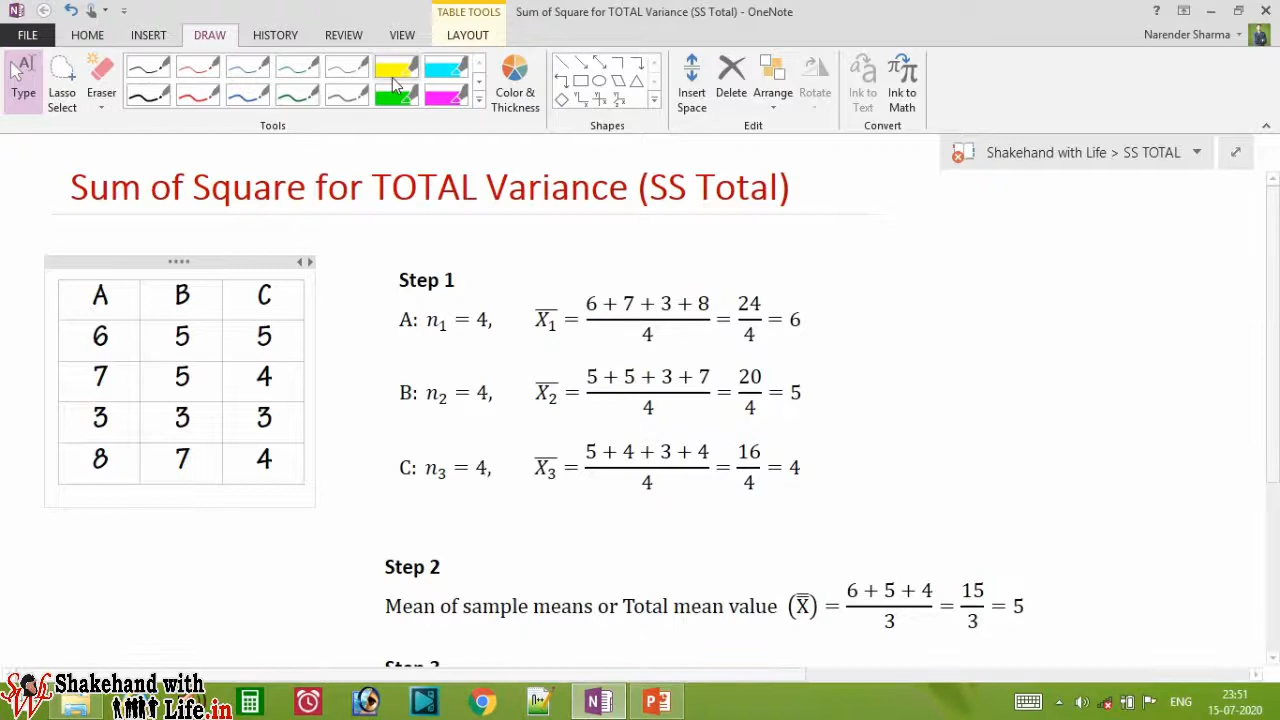 TABLE TOOLS
Sum of Square for TOTAL Variance (SS Total) - OneNote
FILE HOME INSERT DRAW HISTORY REVIEW VIEW LAYOUT
Narender Sharma
Type
Lasso Select
Eraser
Color & Thickness
Insert Space
Delete
Arrange
Rotate
Ink to Text
Ink to Math
Tools
Shapes
Edit
Convert
Shakehand with Life > SS TOTAL
Sum of Square for TOTAL Variance (SS Total)
A B C
6 5 5
7 5 4
3 3 3
8 7 4
Step 1
A: n₁ = 4, X̄₁ = (6 + 7 + 3 + 8)/4 = 24/4 = 6
B: n₂ = 4, X̄₂ = (5 + 5 + 3 + 7)/4 = 20/4 = 5
C: n₃ = 4, X̄₃ = (5 + 4 + 3 + 4)/4 = 16/4 = 4
Step 2
Mean of sample means or Total mean value (X̿) = (6 + 5 + 4)/3 = 15/3 = 5
Shakehand with
Life.in
ENG
23:51
15-07-2020